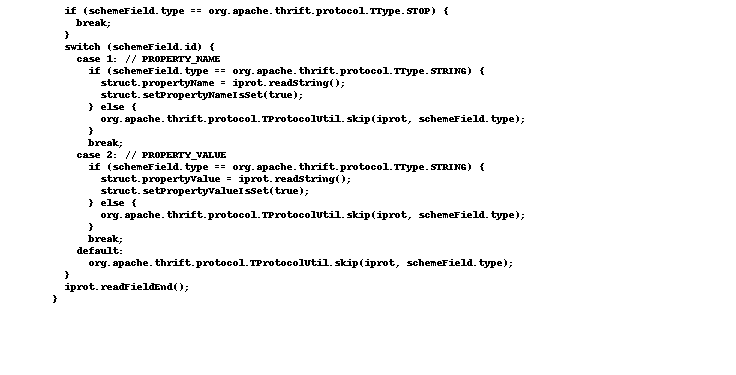 if (schemeField.type == org.apache.thrift.protocol.TType.STOP) {
break;
}
switch (schemeField.id) {
case 1: // PROPERTY_NAME
if (schemeField.type == org.apache.thrift.protocol.TType.STRING) {
struct.propertyName = iprot.readString();
struct.setPropertyNameIsSet(true);
} else {
org.apache.thrift.protocol.TProtocolUtil.skip(iprot, schemeField.type);
}
break;
case 2: // PROPERTY_VALUE
if (schemeField.type == org.apache.thrift.protocol.TType.STRING) {
struct.propertyValue = iprot.readString();
struct.setPropertyValueIsSet(true);
} else {
org.apache.thrift.protocol.TProtocolUtil.skip(iprot, schemeField.type);
}
break;
default:
org.apache.thrift.protocol.TProtocolUtil.skip(iprot, schemeField.type);
}
iprot.readFieldEnd();
}